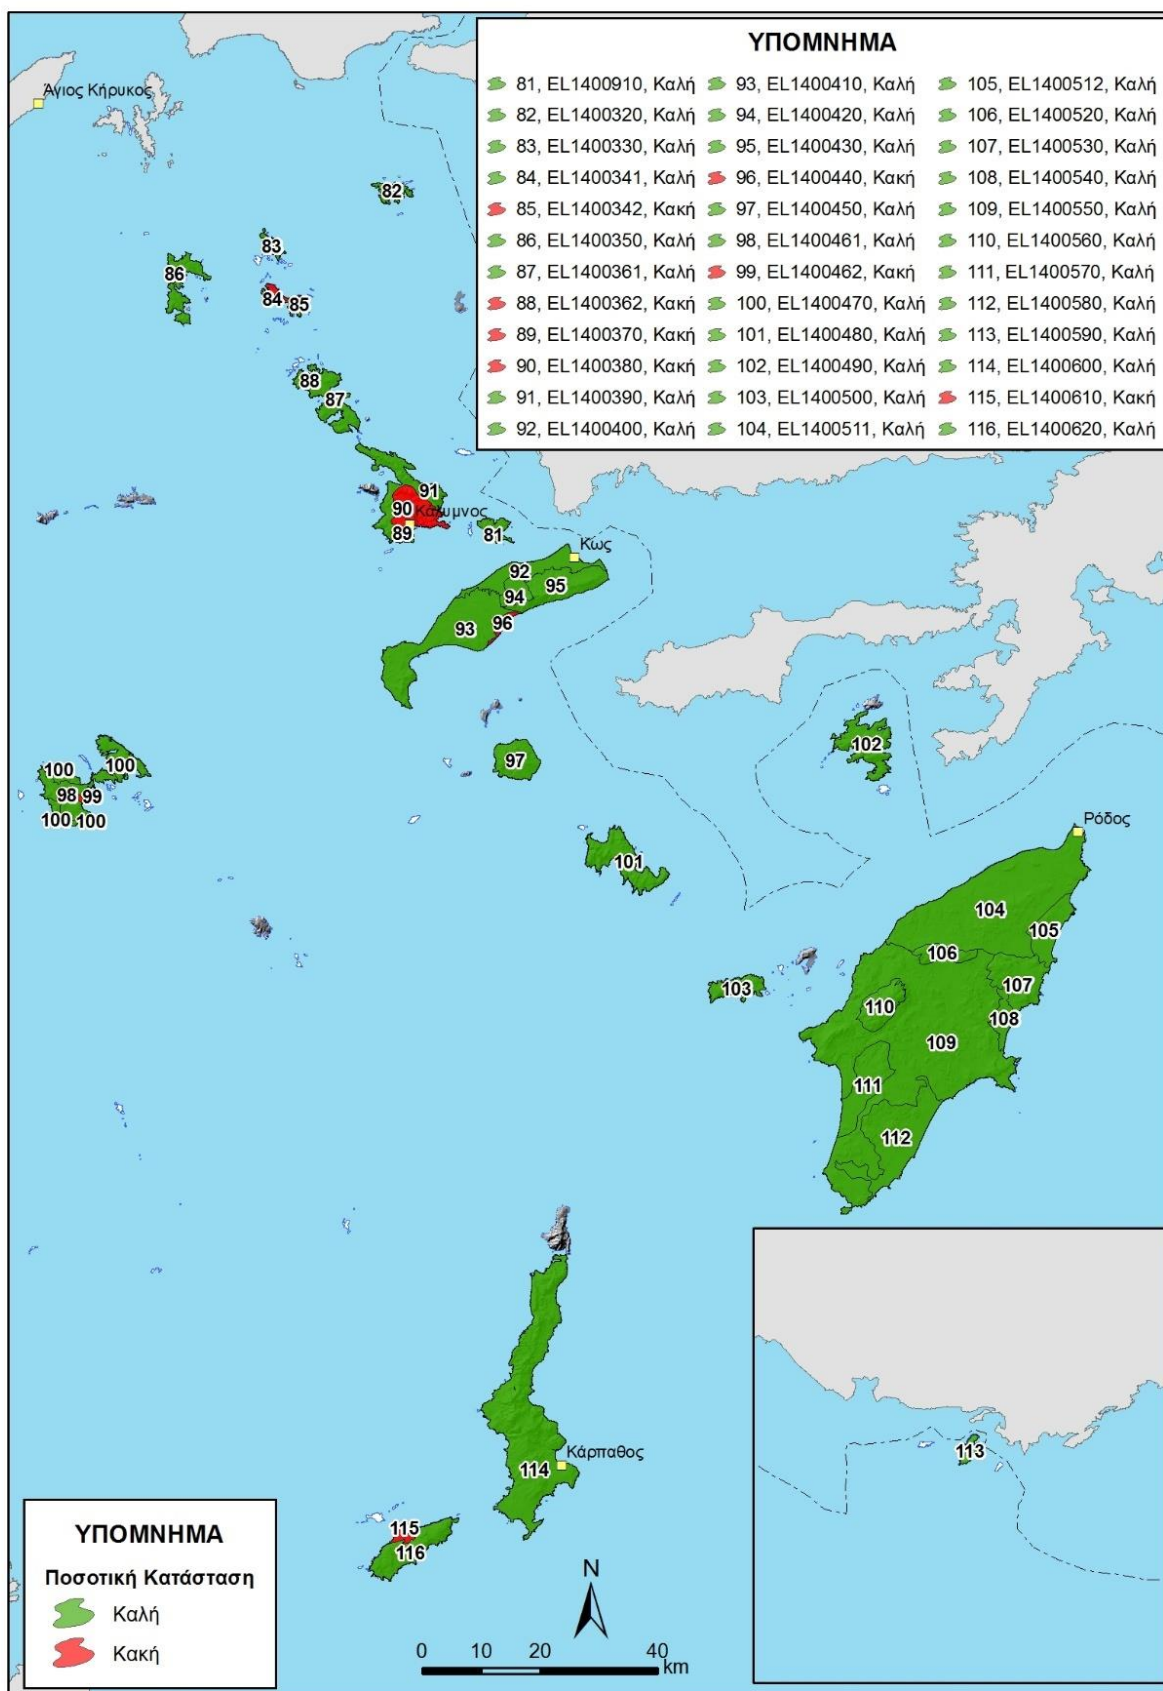 ΥΠΟΜΝΗΜΑ
81, EL1400910, Καλή
82, EL1400320, Καλή
83, EL1400330, Καλή
84, EL1400341, Καλή
85, EL1400342, Κακή
86, EL1400350, Καλή
87, EL1400361, Καλή
88, EL1400362, Κακή
89, EL1400370, Κακή
90, EL1400380, Κακή
91, EL1400390, Καλή
92, EL1400400, Καλή
93, EL1400410, Καλή
94, EL1400420, Καλή
95, EL1400430, Καλή
96, EL1400440, Κακή
97, EL1400450, Καλή
98, EL1400461, Καλή
99, EL1400462, Κακή
100, EL1400470, Καλή
101, EL1400480, Καλή
102, EL1400490, Καλή
103, EL1400500, Καλή
104, EL1400511, Καλή
105, EL1400512, Καλή
106, EL1400520, Καλή
107, EL1400530, Καλή
108, EL1400540, Καλή
109, EL1400550, Καλή
110, EL1400560, Καλή
111, EL1400570, Καλή
112, EL1400580, Καλή
113, EL1400590, Καλή
114, EL1400600, Καλή
115, EL1400610, Κακή
116, EL1400620, Καλή
Άγιος Κήρυκος
82
83
86
84
85
88
87
91
90
Κάλυμνος
89
81
Κως
92
95
94
96
93
102
97
100
100
98
99
100
100
Ρόδος
101
104
105
106
103
107
110
108
109
111
112
113
Κάρπαθος
114
115
116
ΥΠΟΜΝΗΜΑ
Ποσοτική Κατάσταση
Καλή
Κακή
N
0 10 20 40
km